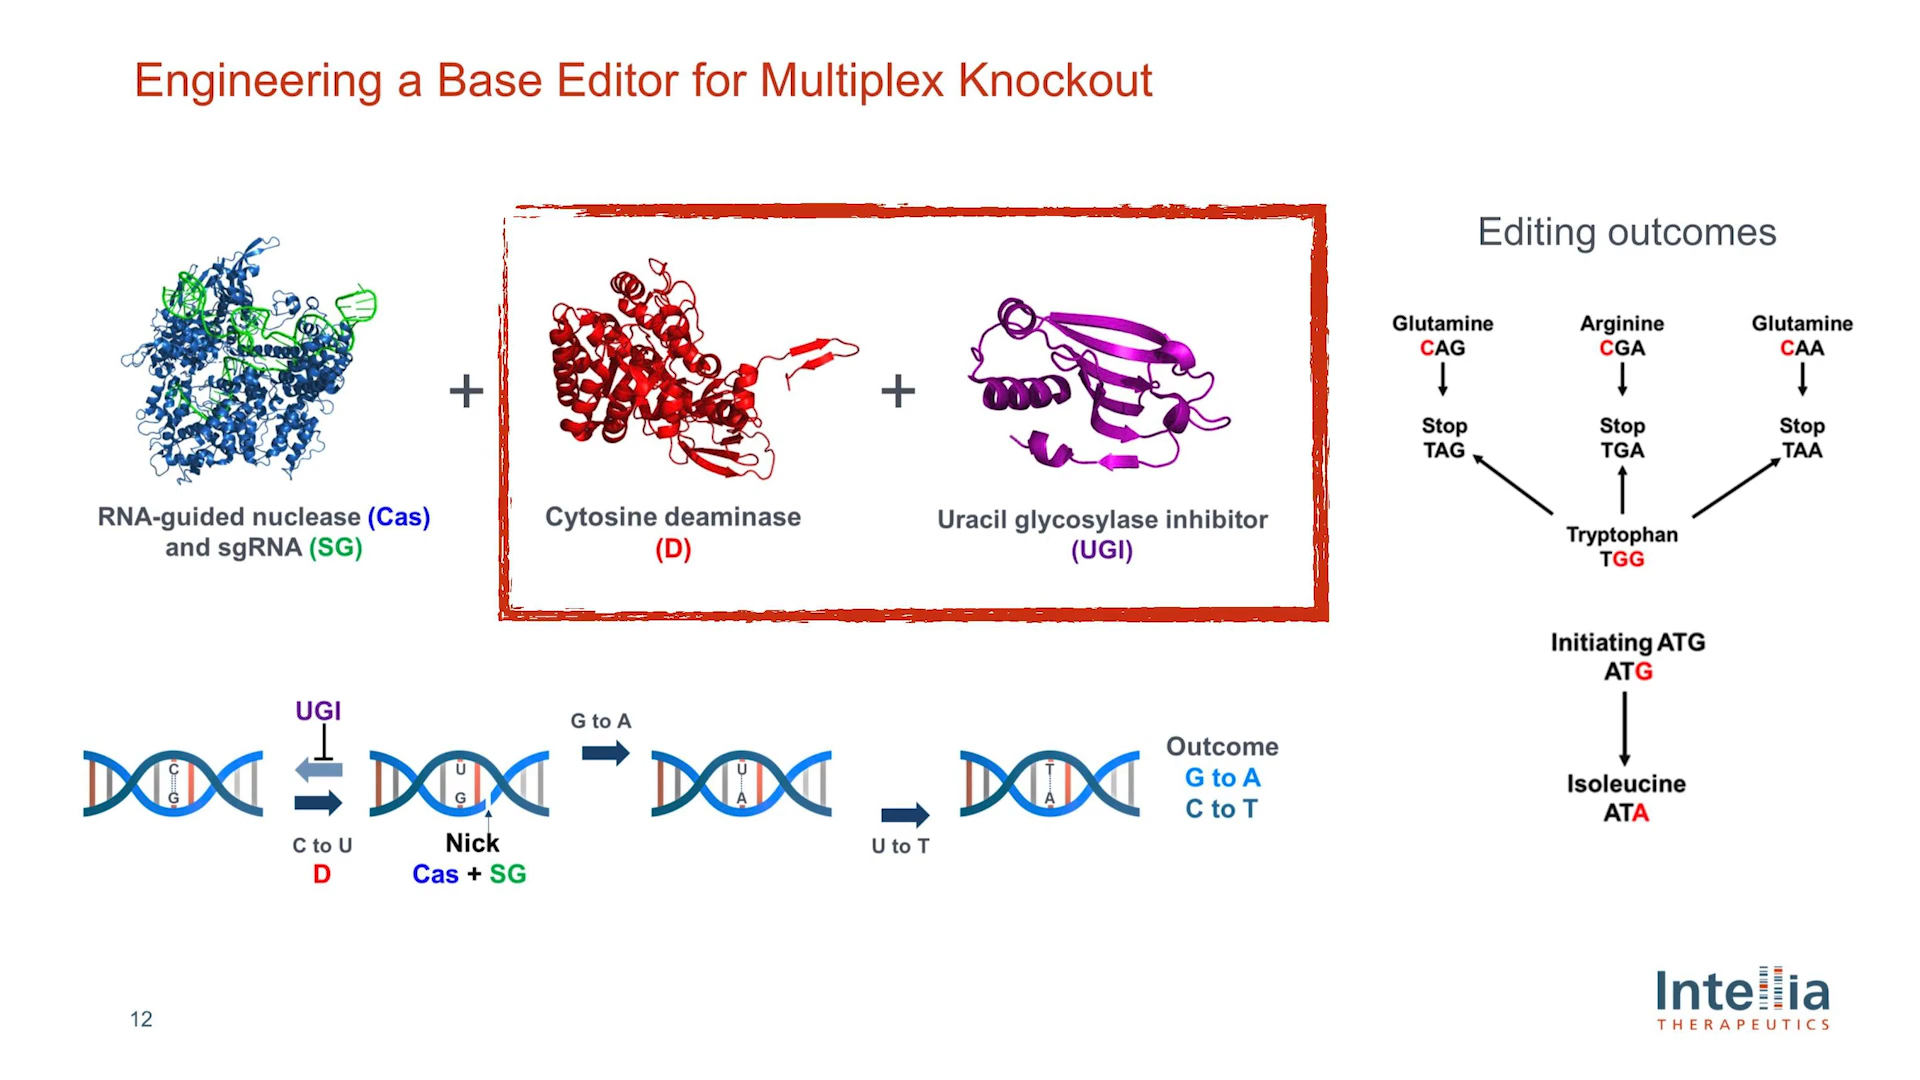 Engineering a Base Editor for Multiplex Knockout
+
+
RNA-guided nuclease (Cas)
and sgRNA (SG)
Cytosine deaminase
(D)
Uracil glycosylase inhibitor
(UGI)
Editing outcomes
Glutamine
CAG
Arginine
CGA
Glutamine
CAA
Stop
TAG
Stop
TGA
Stop
TAA
Tryptophan
TGG
Initiating ATG
ATG
Isoleucine
ATA
C
G
UGI
C to U
D
U
G
Nick
Cas + SG
G to A
U
A
U to T
T
A
Outcome
G to A
C to T
12
Intellia
THERAPEUTICS